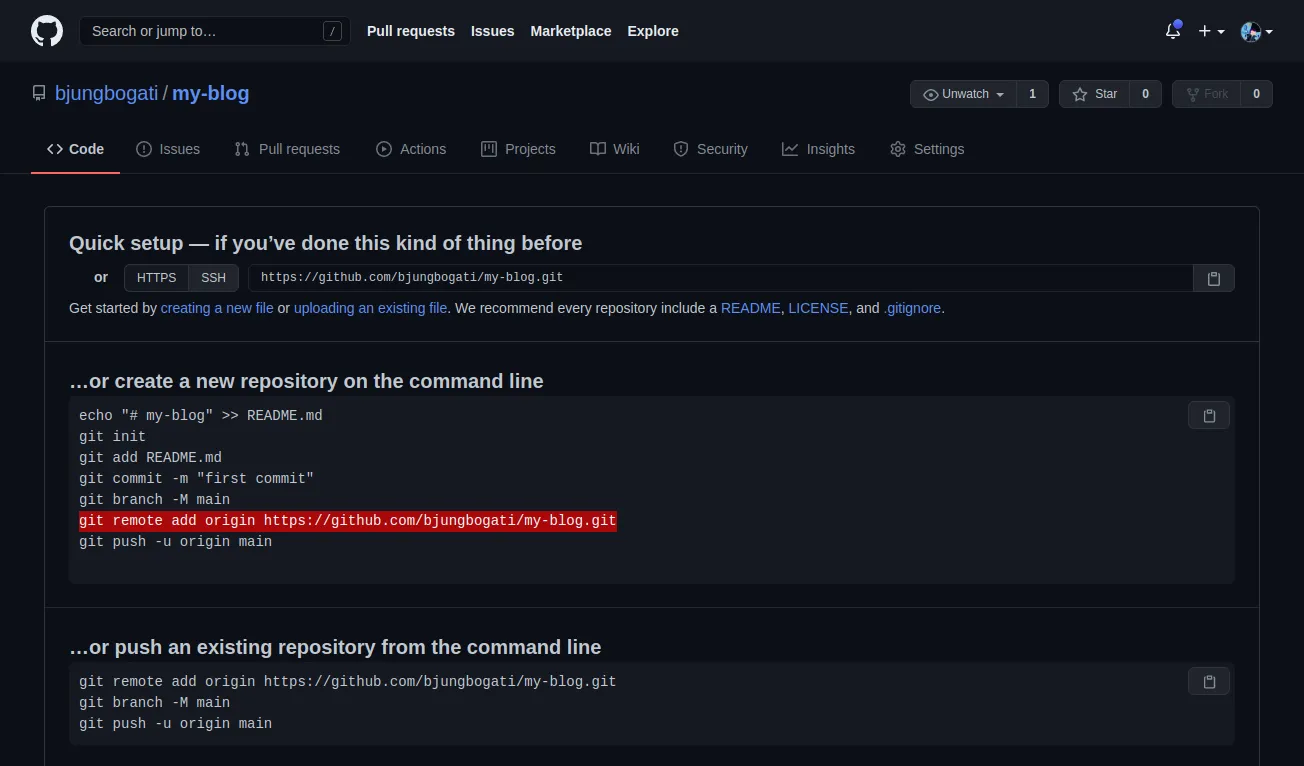 Search or jump to… / Pull requests Issues Marketplace Explore
bjungbogati / my-blog Unwatch 1 Star 0 Fork 0
Code Issues Pull requests Actions Projects Wiki Security Insights Settings
Quick setup — if you’ve done this kind of thing before
or HTTPS SSH https://github.com/bjungbogati/my-blog.git
Get started by creating a new file or uploading an existing file. We recommend every repository include a README, LICENSE, and .gitignore.
…or create a new repository on the command line
echo "# my-blog" >> README.md
git init
git add README.md
git commit -m "first commit"
git branch -M main
git remote add origin https://github.com/bjungbogati/my-blog.git
git push -u origin main
…or push an existing repository from the command line
git remote add origin https://github.com/bjungbogati/my-blog.git
git branch -M main
git push -u origin main